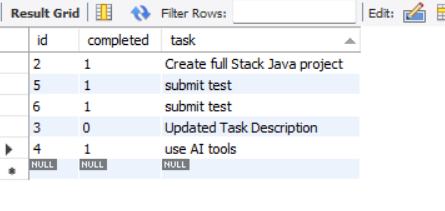 Result Grid Filter Rows: Edit:
id completed task
2 1 Create full Stack Java project
5 1 submit test
6 1 submit test
3 0 Updated Task Description
4 1 use AI tools
NULL NULL NULL